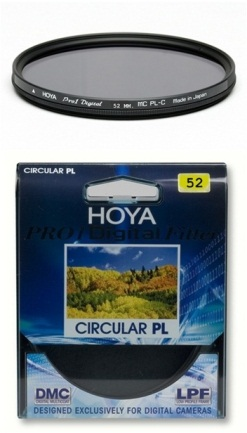 HOYA Pro1 Digital 52 MM. MC PL-C Made in Japan
CIRCULAR PL
52
HOYA
PRO1 Digital Filter
CIRCULAR PL
DMC LPF
DESIGNED EXCLUSIVELY FOR DIGITAL CAMERAS